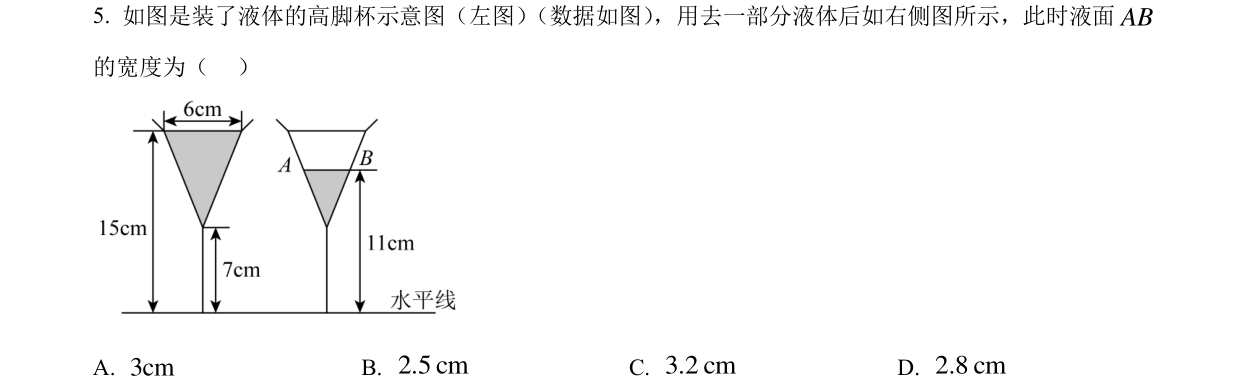 5. 如图是装了液体的高脚杯示意图（左图）（数据如图），用去一部分液体后如右侧图所示，此时液面 AB
的宽度为（　）
6cm
A
B
15cm
11cm
7cm
水平线
A. 3cm B. 2.5 cm C. 3.2 cm D. 2.8 cm